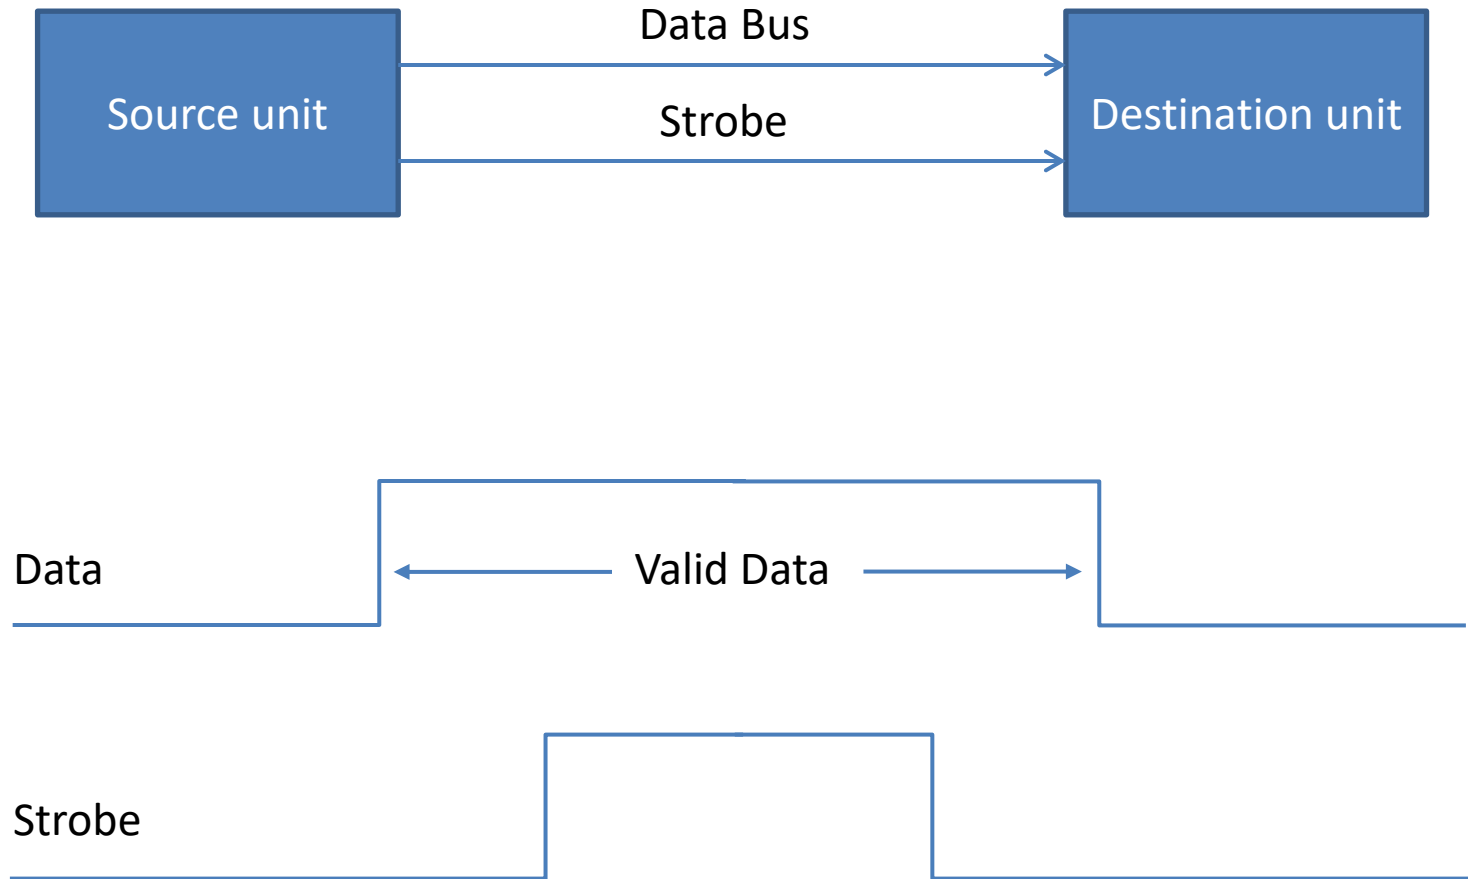 Data Bus
Source unit
Strobe
Destination unit
Data
Valid Data
Strobe